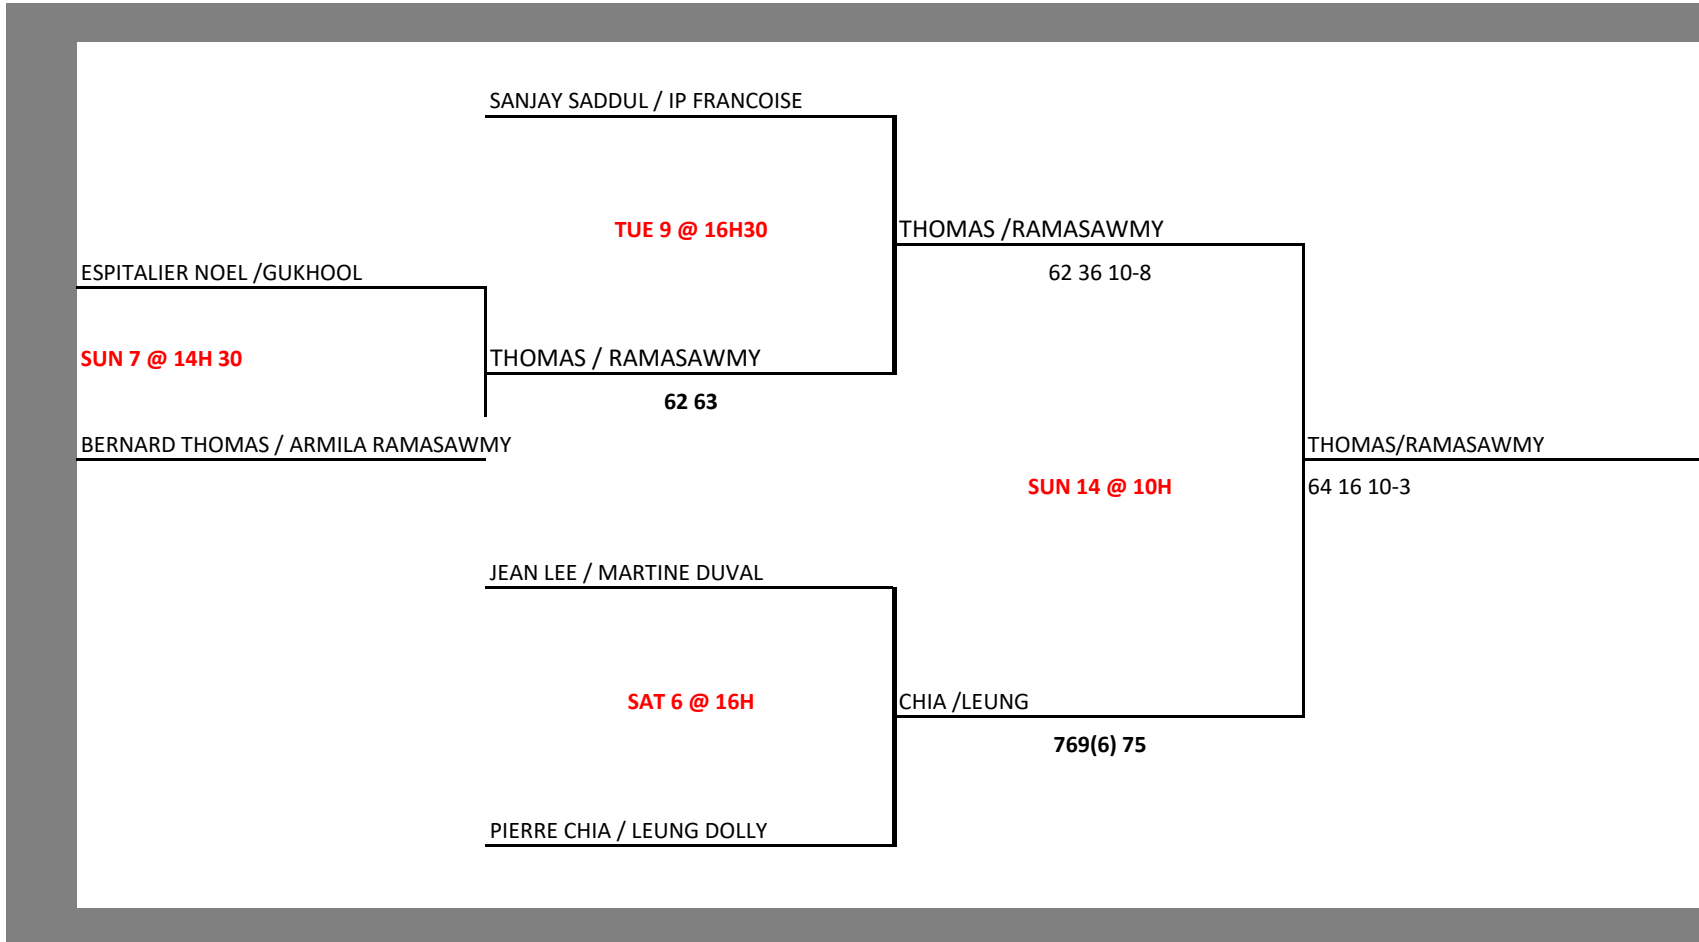 SANJAY SADDUL / IP FRANCOISE
TUE 9 @ 16H30
THOMAS /RAMASAWMY
ESPITALIER NOEL /GUKHOOL
62 36 10-8
SUN 7 @ 14H 30
THOMAS / RAMASAWMY
62 63
BERNARD THOMAS / ARMILA RAMASAWMY
THOMAS/RAMASAWMY
SUN 14 @ 10H
64 16 10-3
JEAN LEE / MARTINE DUVAL
SAT 6 @ 16H
CHIA /LEUNG
769(6) 75
PIERRE CHIA / LEUNG DOLLY